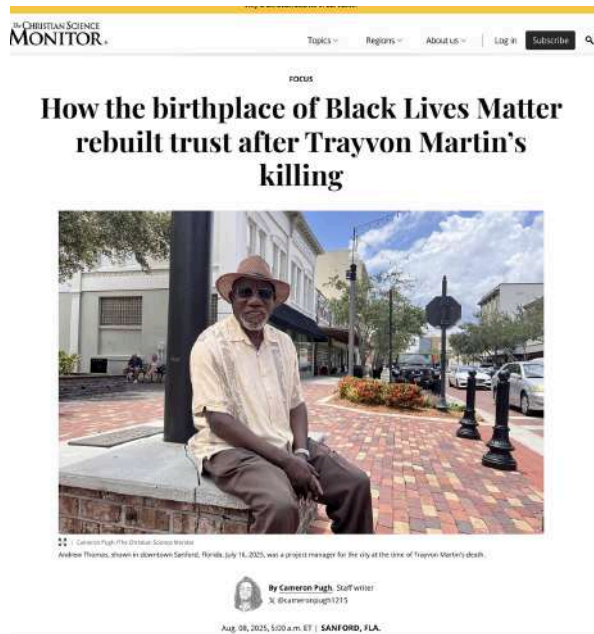 The CHRISTIAN SCIENCE
MONITOR
Topics Regions About us Log in Subscribe
FOCUS
How the birthplace of Black Lives Matter
rebuilt trust after Trayvon Martin's
killing
Cameron Pugh /The Christian Science Monitor
Andrew Thomas, shown in downtown Sanford, Florida, July 16, 2025, was a project manager for the city at the time of Trayvon Martin's death.
By Cameron Pugh, Staff writer
@cameronpugh1215
Aug. 08, 2025, 5:00 a.m. ET | SANFORD, FLA.